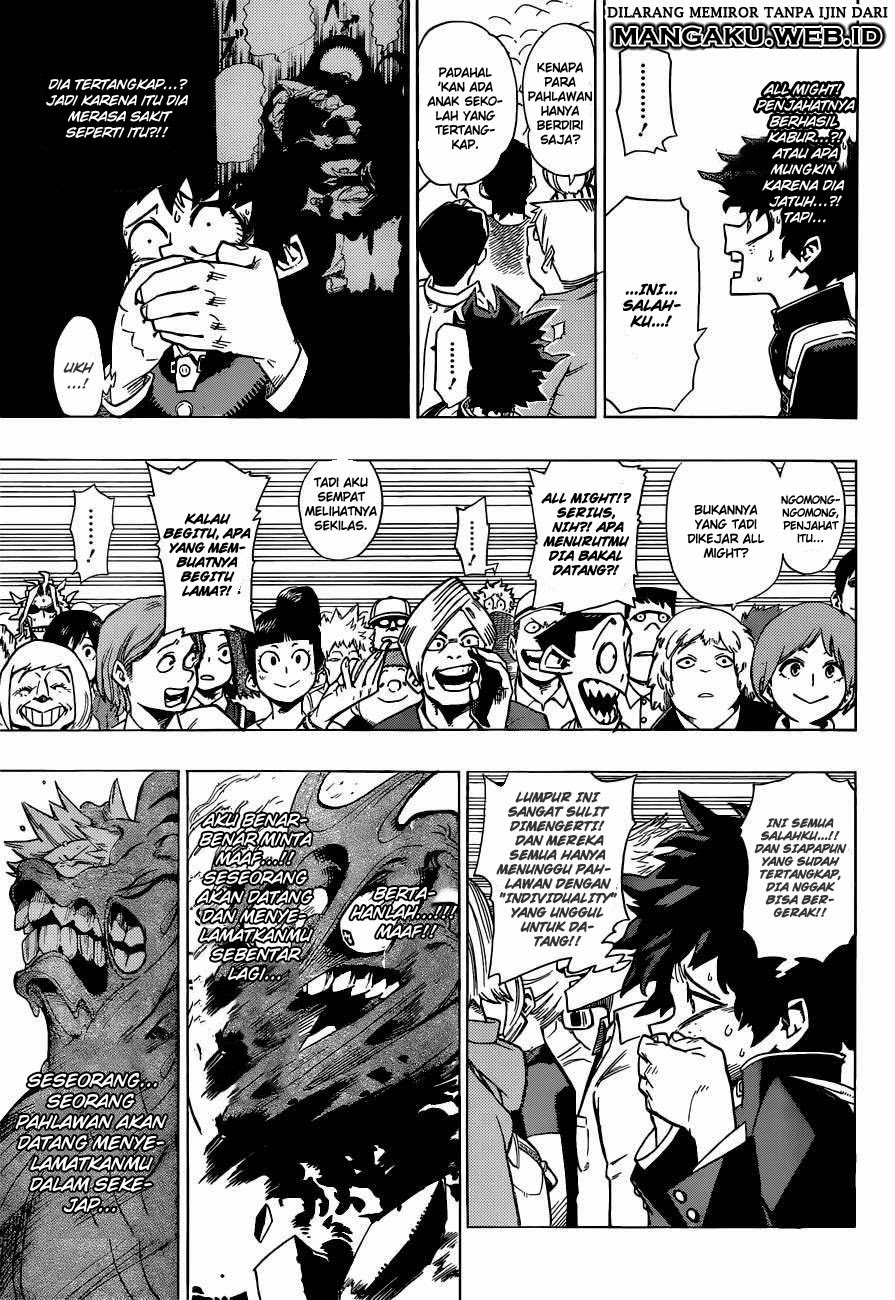 DILARANG MEMIROR TANPA IJIN DARI
MANGAKU.WEB.ID
ALL MIGHT!
PENJAHATNYA
BERHASIL
KABUR...?!
ATAU APA
MUNGKIN
KARENA DIA
JATUH...?!
TAPI...
........!
...INI...
SALAH-
KU...!
KENAPA
PARA
PAHLAWAN
HANYA
BERDIRI
SAJA?
PADAHAL
'KAN ADA
ANAK SEKO-
LAH YANG
TERTANG-
KAP.
........!
DIA TERTANGKAP...?
JADI KARENA ITU DIA
MERASA SAKIT
SEPERTI ITU?!!
UKH
...!
NGOMONG-
NGOMONG,
PENJAHAT
ITU...
BUKANNYA
YANG TADI
DIKEJAR ALL
MIGHT?
ALL MIGHT!?
SERIUS,
NIH?! APA
MENURUTMU
DIA BAKAL
DATANG?!
........!
TADI AKU
SEMPAT
MELIHATNYA
SEKILAS.
KALAU
BEGITU, APA
YANG MEM-
BUATNYA
BEGITU
LAMA?!
........!
INI SEMUA
SALAHKU...!!
DAN SIAPAPUN
YANG SUDAH
TERTANGKAP,
DIA NGGAK
BISA BER-
GERAK!!
LUMPUR INI
SANGAT SULIT
DIMENGERTI!
DAN MEREKA
SEMUA HANYA
MENUNGGU PAH-
LAWAN DENGAN
"INDIVIDUALITY"
YANG UNGGUL
UNTUK DA-
TANG!!
BERTA-
HANLAH...!!!
MAAF!!
AKU BENAR-
BENAR MINTA
MAAF...!!
SESEORANG
AKAN DATANG
DAN MENYE-
LAMATKANMU
SEBENTAR
LAGI...
SESEORANG...
SEORANG
PAHLAWAN AKAN
DATANG MENYE-
LAMATKANMU
DALAM SEKE-
JAP...